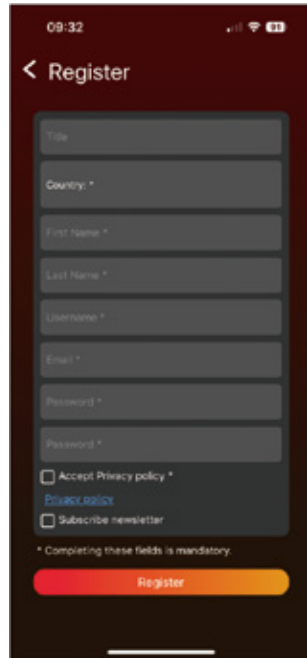 09:32
91
Register
Title
Country: *
First Name *
Last Name *
Username *
Email *
Password *
Password *
Accept Privacy policy *
Privacy policy
Subscribe newsletter
* Completing these fields is mandatory.
Register